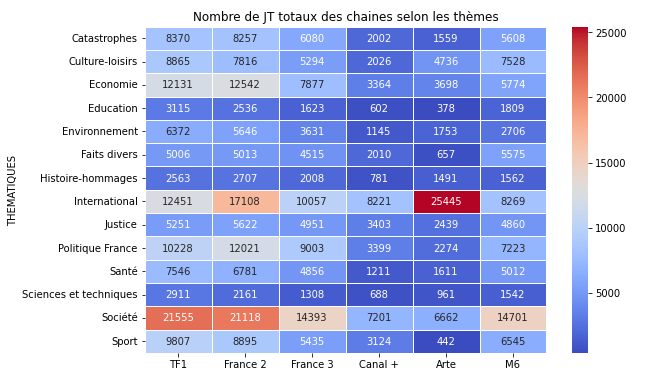 Nombre de JT totaux des chaines selon les thèmes
THEMATIQUES
Catastrophes 8370 8257 6080 2002 1559 5608
Culture-loisirs 8865 7816 5294 2026 4736 7528
Economie 12131 12542 7877 3364 3698 5774
Education 3115 2536 1623 602 378 1809
Environnement 6372 5646 3631 1145 1753 2706
Faits divers 5006 5013 4515 2010 657 5575
Histoire-hommages 2563 2707 2008 781 1491 1562
International 12451 17108 10057 8221 25445 8269
Justice 5251 5622 4951 3403 2439 4860
Politique France 10228 12021 9003 3399 2274 7223
Santé 7546 6781 4856 1211 1611 5012
Sciences et techniques 2911 2161 1308 688 961 1542
Société 21555 21118 14393 7201 6662 14701
Sport 9807 8895 5435 3124 442 6545
TF1 France 2 France 3 Canal + Arte M6
25000
20000
15000
10000
5000